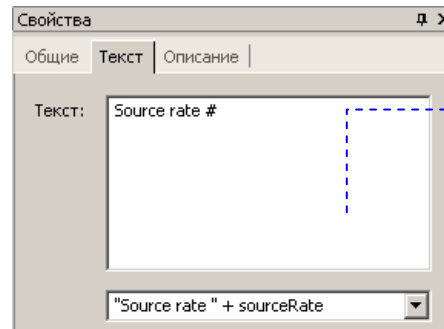 Свойства
Общие Текст Описание
Текст: Source rate #
"Source rate " + sourceRate